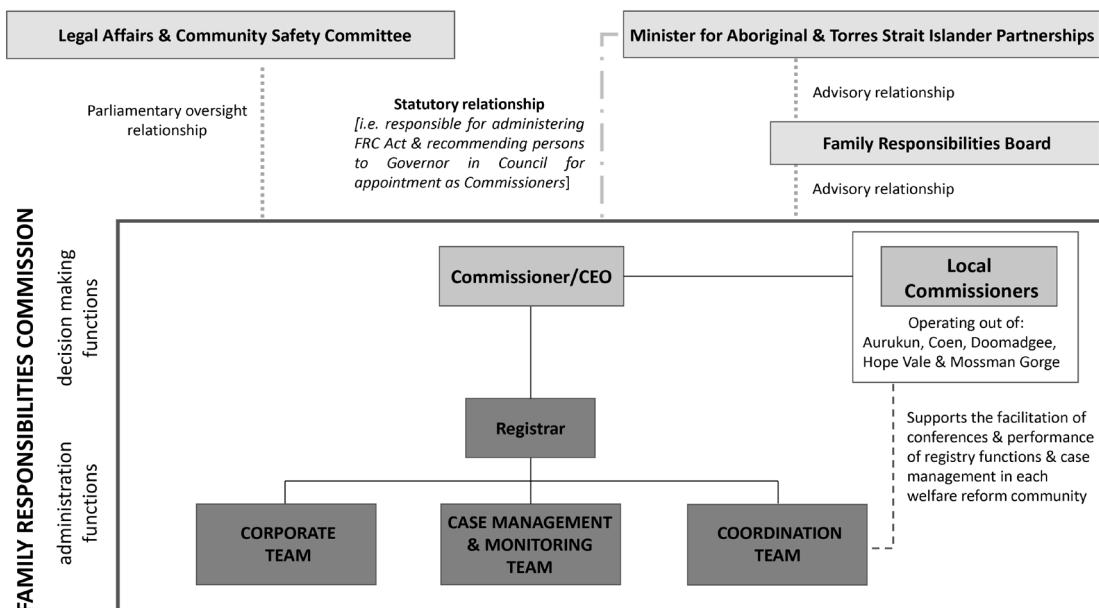 Legal Affairs & Community Safety Committee
Minister for Aboriginal & Torres Strait Islander Partnerships
Parliamentary oversight
relationship
Statutory relationship
[i.e. responsible for administering
FRC Act & recommending persons
to Governor in Council for
appointment as Commissioners]
Advisory relationship
Family Responsibilities Board
Advisory relationship
FAMILY RESPONSIBILITIES COMMISSION
decision making
functions
Commissioner/CEO
Local
Commissioners
Operating out of:
Aurukun, Coen, Doomadgee,
Hope Vale & Mossman Gorge
administration
functions
Registrar
Supports the facilitation of
conferences & performance
of registry functions & case
management in each
welfare reform community
CORPORATE
TEAM
CASE MANAGEMENT
& MONITORING
TEAM
COORDINATION
TEAM